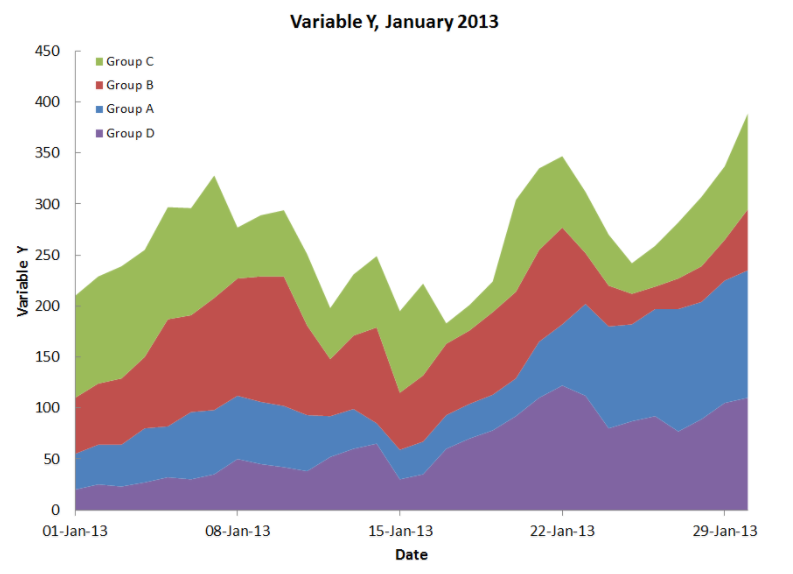 Variable Y, January 2013
450
400
350
300
250
200
150
100
50
0
Variable Y
Group C
Group B
Group A
Group D
01-Jan-13 08-Jan-13 15-Jan-13 22-Jan-13 29-Jan-13
Date